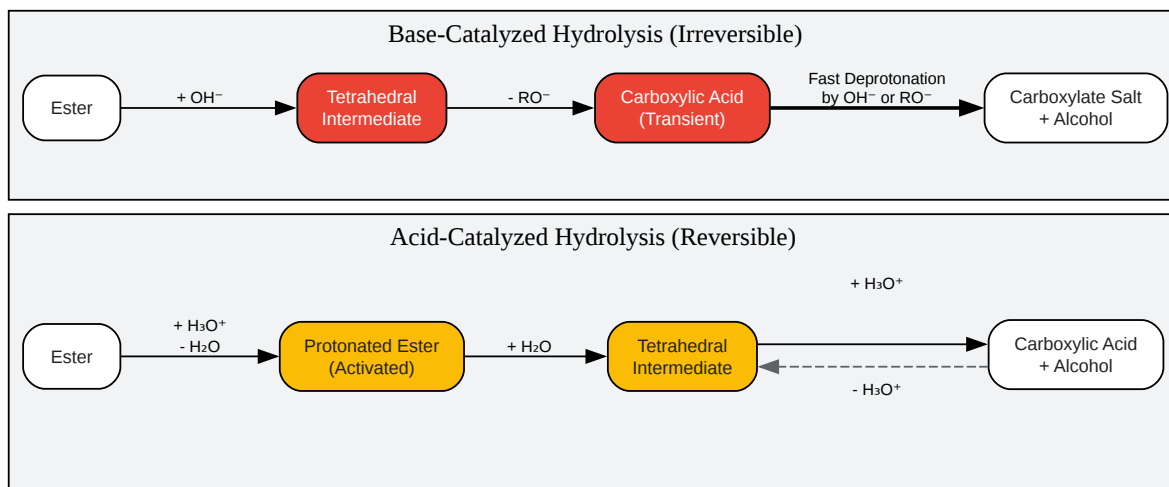 Base-Catalyzed Hydrolysis (Irreversible)
Ester
+ OH⁻
Tetrahedral
Intermediate
- RO⁻
Carboxylic Acid
(Transient)
Fast Deprotonation
by OH⁻ or RO⁻
Carboxylate Salt
+ Alcohol
Acid-Catalyzed Hydrolysis (Reversible)
Ester
+ H₃O⁺
- H₂O
Protonated Ester
(Activated)
+ H₂O
Tetrahedral
Intermediate
+ H₃O⁺
- H₃O⁺
Carboxylic Acid
+ Alcohol